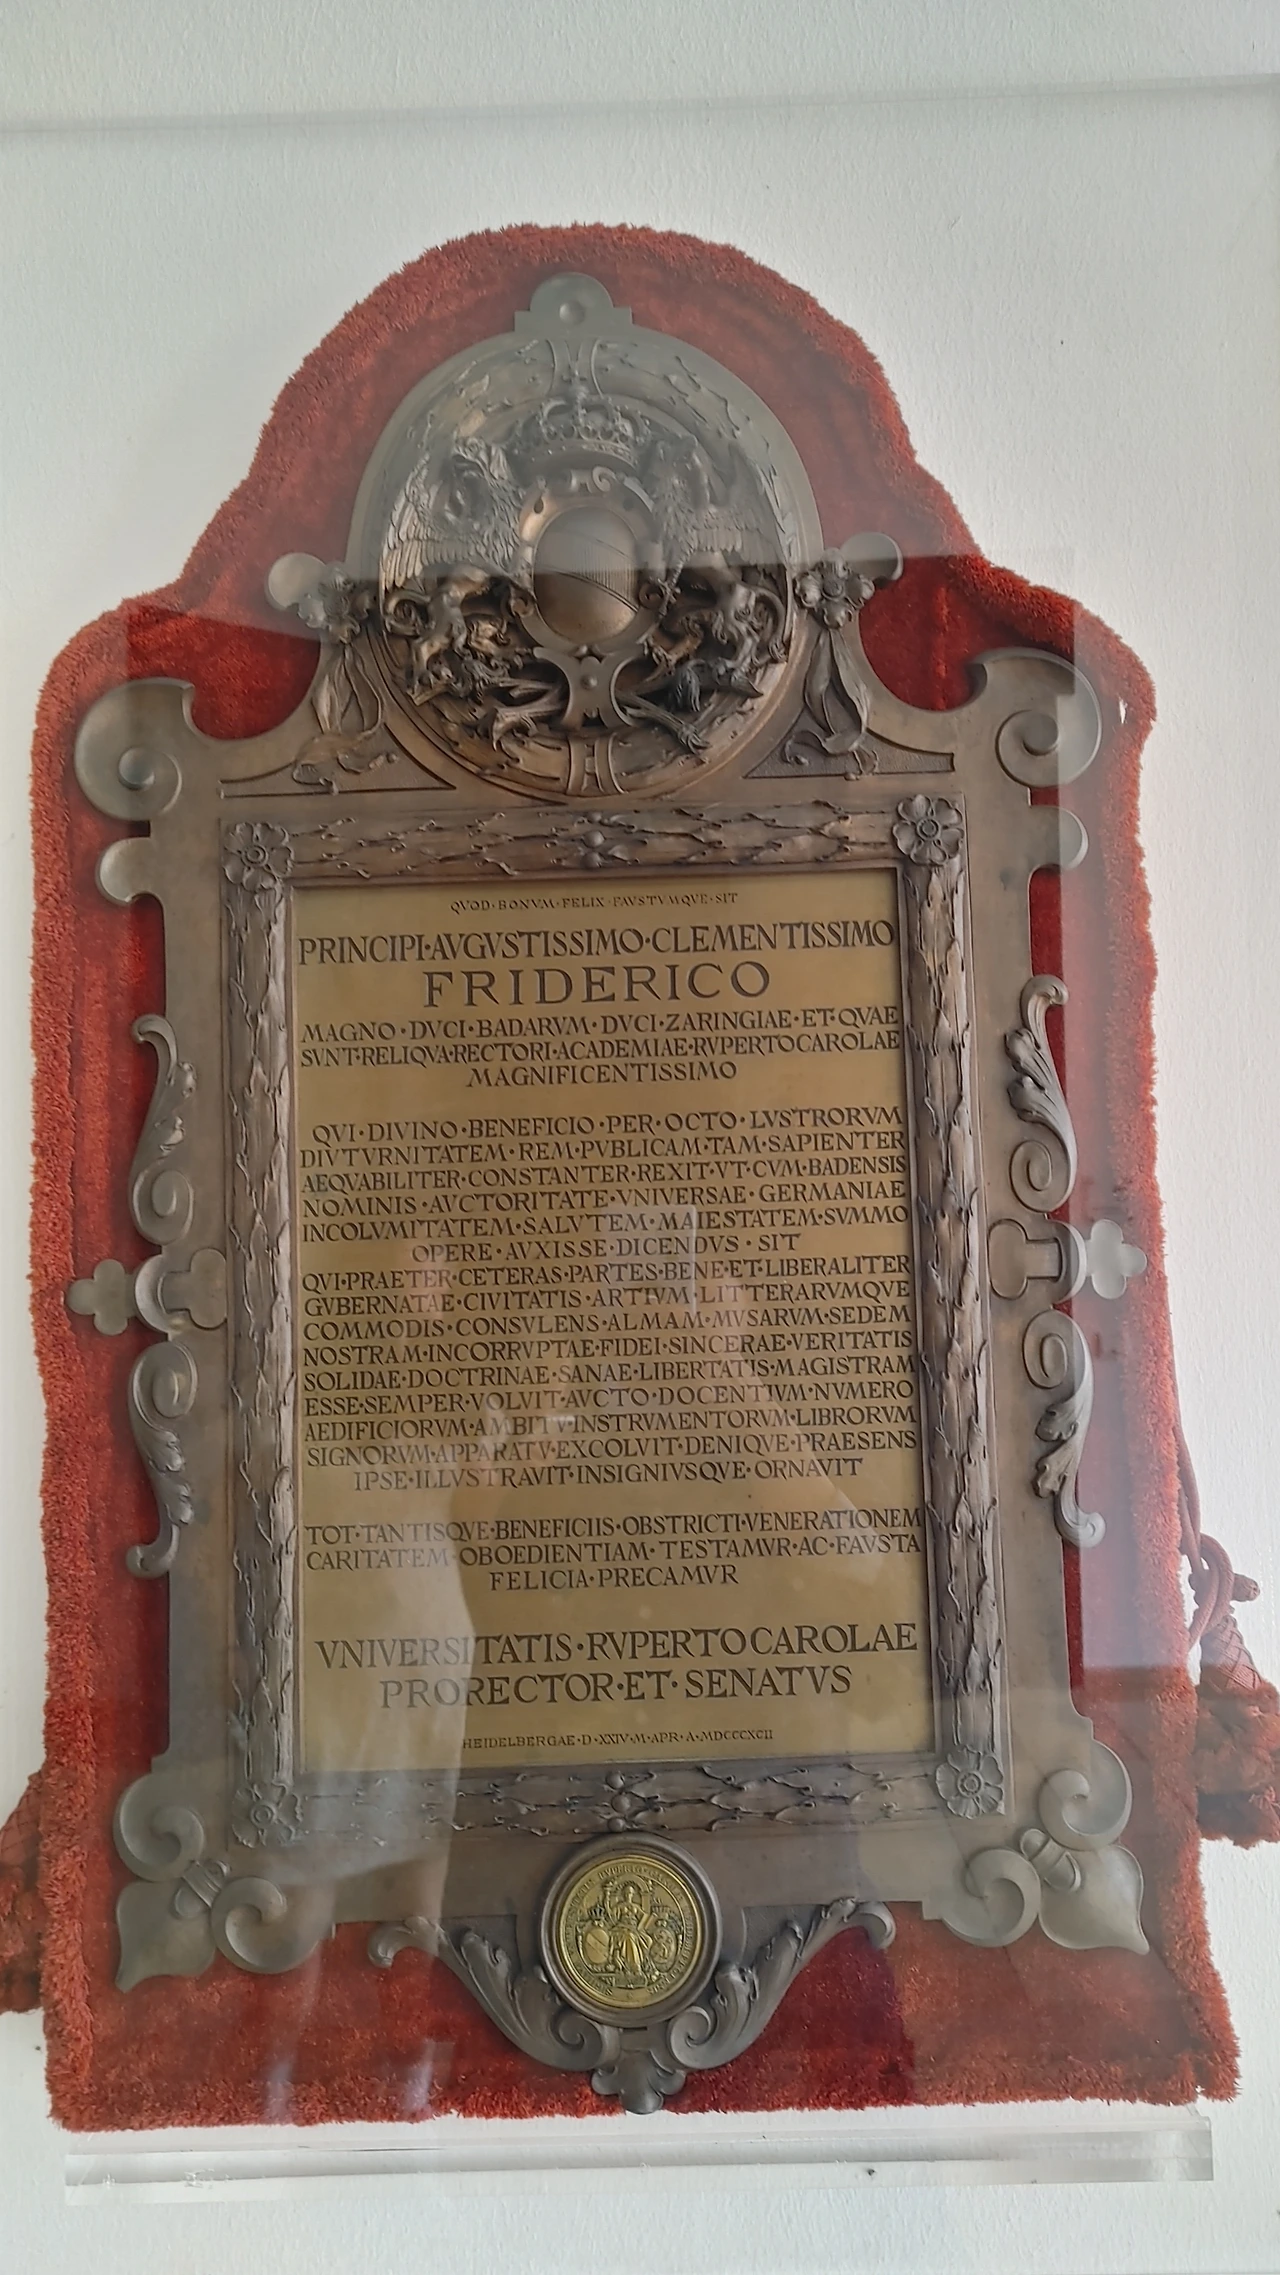 QVOD·BONVM·FELIX·FAVSTVMQVE·SIT
PRINCIPI·AVGVSTISSIMO·CLEMENTISSIMO
FRIDERICO
MAGNO·DVCI·BADARVM·DVCI·ZARINGIAE·ET·QVAE
SVNT·RELIQVA·RECTORI·ACADEMIAE·RVPERTOCAROLAE
MAGNIFICENTISSIMO
QVI·DIVINO·BENEFICIO·PER·OCTO·LVSTRORVM
DIVTVRNITATEM·REM·PVBLICAM·TAM·SAPIENTER
AEQVABILITER·CONSTANTER·REXIT·VT·CVM·BADENSIS
NOMINIS·AVCTORITATE·VNIVERSAE·GERMANIAE
INCOLVMITATEM·SALVTEM·MAIESTATEM·SVMMO
OPERE·AVXISSE·DICENDVS·SIT
QVI·PRAETER·CETERAS·PARTES·BENE·ET·LIBERALITER
GVBERNATAE·CIVITATIS·ARTIVM·LITTERARVMQVE
COMMODIS·CONSVLENS·ALMAM·MVSARVM·SEDEM
NOSTRAM·INCORRVPTAE·FIDEI·SINCERAE·VERITATIS
SOLIDAE·DOCTRINAE·SANAE·LIBERTATIS·MAGISTRAM
ESSE·SEMPER·VOLVIT·AVCTO·DOCENTIVM·NVMERO
AEDIFICIORVM·AMBITV·INSTRVMENTORVM·LIBRORVM
SIGNORVM·APPARATV·EXCOLVIT·DENIQVE·PRAESENS
IPSE·ILLVSTRAVIT·INSIGNIVSQVE·ORNAVIT
TOT·TANTISQVE·BENEFICIIS·OBSTRICTI·VENERATIONEM
CARITATEM·OBOEDIENTIAM·TESTAMVR·AC·FAVSTA
FELICIA·PRECAMVR
VNIVERSITATIS·RVPERTOCAROLAE
PRORECTOR·ET·SENATVS
HEIDELBERGAE·D·XXIV·M·APR·A·MDCCCXCII